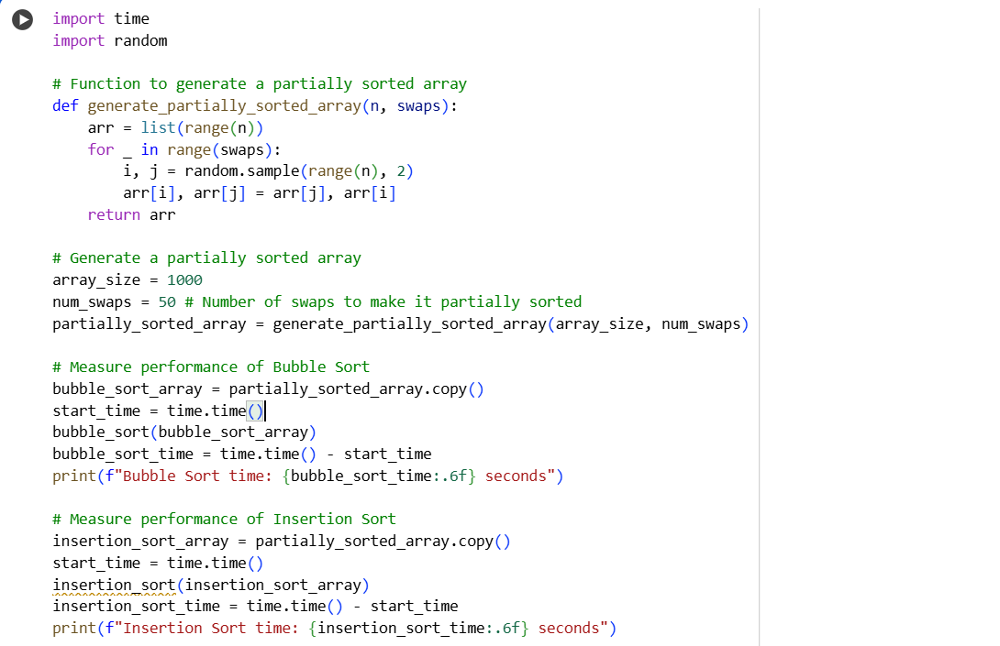 import time
import random
# Function to generate a partially sorted array
def generate_partially_sorted_array(n, swaps):
    arr = list(range(n))
    for _ in range(swaps):
        i, j = random.sample(range(n), 2)
        arr[i], arr[j] = arr[j], arr[i]
    return arr
# Generate a partially sorted array
array_size = 1000
num_swaps = 50 # Number of swaps to make it partially sorted
partially_sorted_array = generate_partially_sorted_array(array_size, num_swaps)
# Measure performance of Bubble Sort
bubble_sort_array = partially_sorted_array.copy()
start_time = time.time()
bubble_sort(bubble_sort_array)
bubble_sort_time = time.time() - start_time
print(f"Bubble Sort time: {bubble_sort_time:.6f} seconds")
# Measure performance of Insertion Sort
insertion_sort_array = partially_sorted_array.copy()
start_time = time.time()
insertion_sort(insertion_sort_array)
insertion_sort_time = time.time() - start_time
print(f"Insertion Sort time: {insertion_sort_time:.6f} seconds")